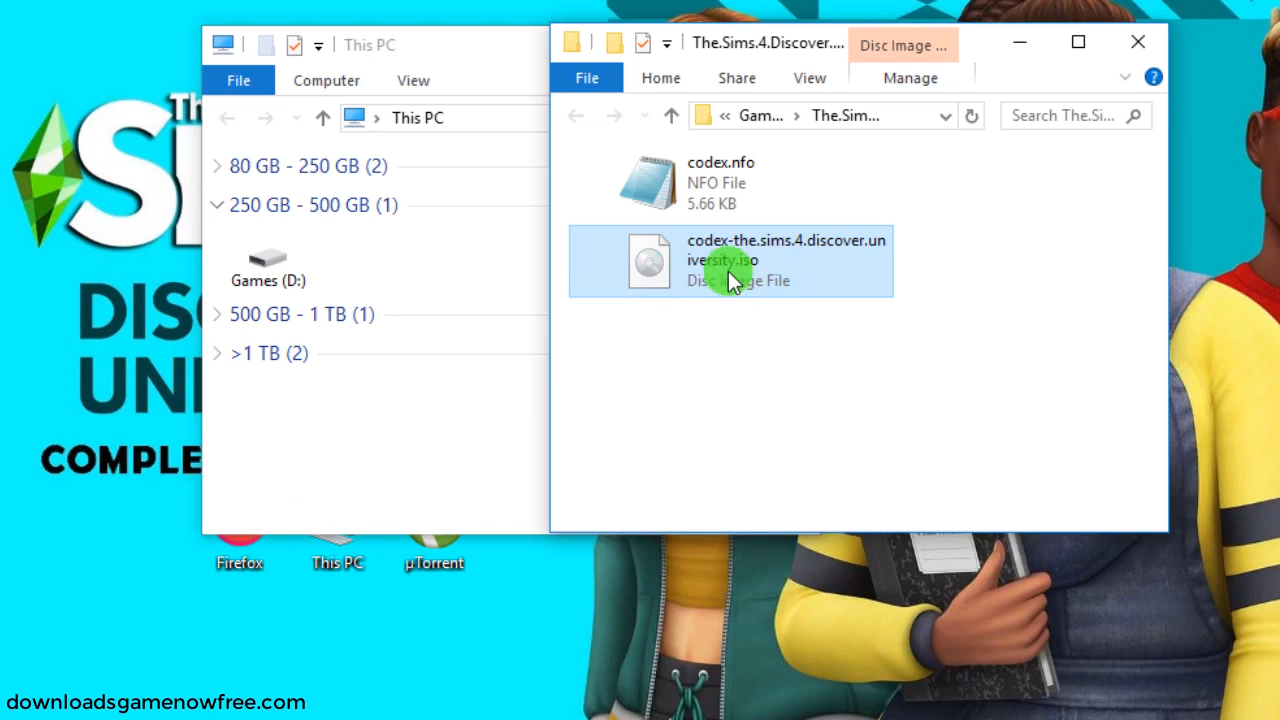 Th
Si
DISC
UNI
COMPLE
This PC
File
Computer
View
This PC
80 GB - 250 GB (2)
250 GB - 500 GB (1)
Games (D:)
500 GB - 1 TB (1)
>1 TB (2)
The.Sims.4.Discover....
Disc Image ...
File
Home
Share
View
Manage
?
« Gam... > The.Sim...
Search The.Si...
codex.nfo
NFO File
5.66 KB
codex-the.sims.4.discover.un
iversity.iso
Disc Image File
Firefox
This PC
µTorrent
downloadsgamenowfree.com